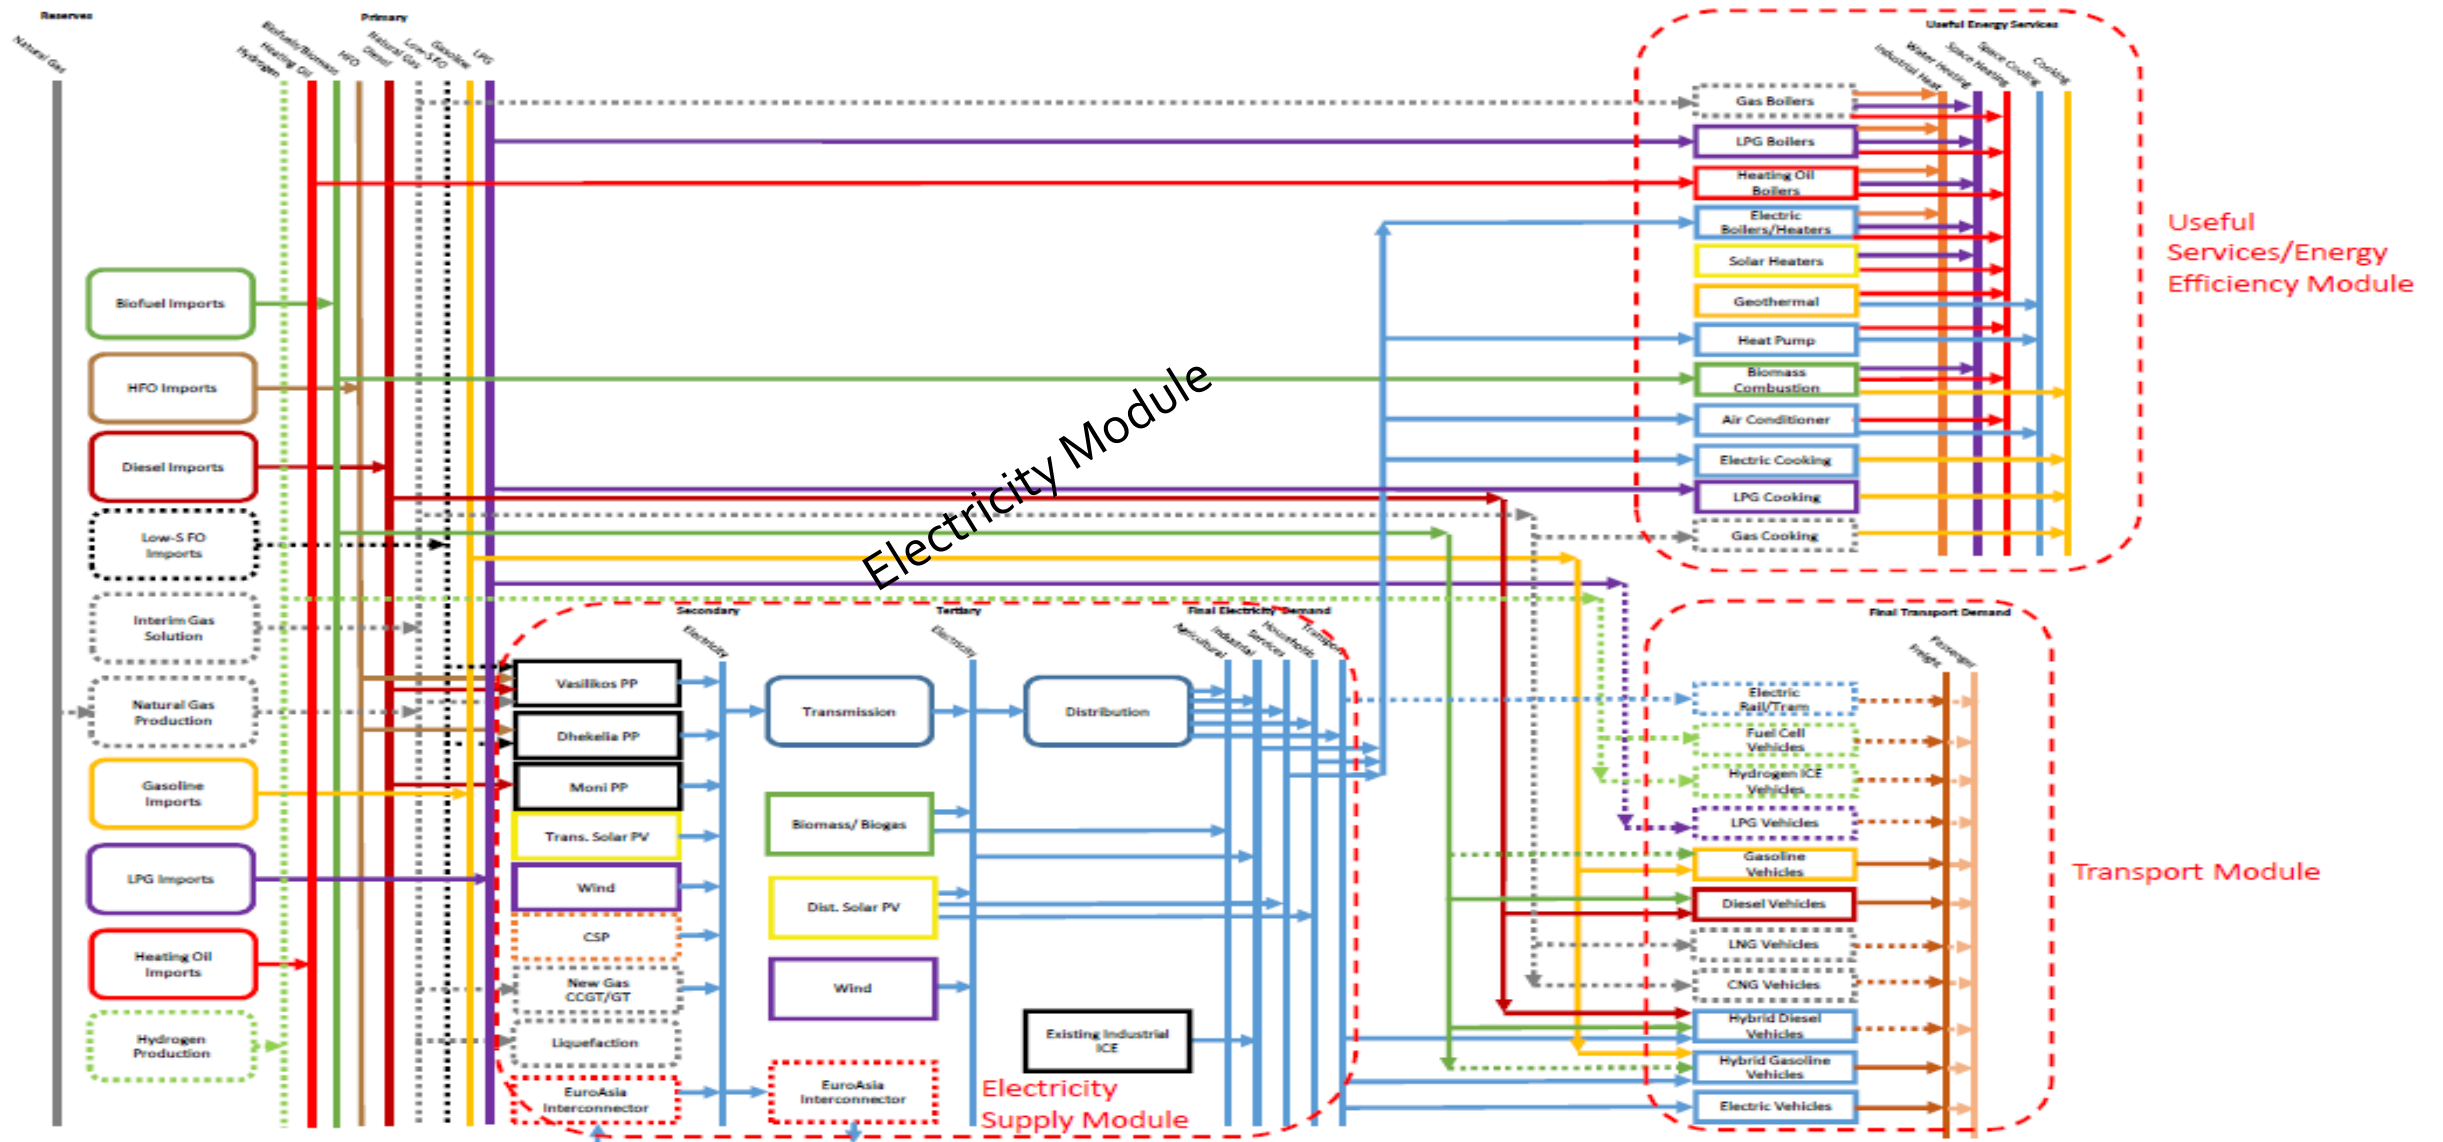 Reserves
Natural Gas
Primary
Hydrogen
Heating Oil
Biofuels/Biomass
HFO
Diesel
Natural Gas
Low-S FO
Gasoline
LPG
Biofuel Imports
HFO Imports
Diesel Imports
Low-S FO
Imports
Interim Gas
Solution
Natural Gas
Production
Gasoline
Imports
LPG Imports
Heating Oil
Imports
Hydrogen
Production
Electricity Module
Secondary
Electricity
Vasilikos PP
Dhekelia PP
Moni PP
Trans. Solar PV
Wind
CSP
New Gas
CCGT/GT
Liquefaction
EuroAsia
Interconnector
Tertiary
Electricity
Transmission
Biomass/ Biogas
Dist. Solar PV
Wind
EuroAsia
Interconnector
Distribution
Existing Industrial
ICE
Final Electricity Demand
Agricultural
Industrial
Services
Households
Transport
Electricity
Supply Module
Useful Energy Services
Industrial Heat
Water Heating
Space Heating
Space Cooling
Cooking
Gas Boilers
LPG Boilers
Heating Oil
Boilers
Electric
Boilers/Heaters
Solar Heaters
Geothermal
Heat Pump
Biomass
Combustion
Air Conditioner
Electric Cooking
LPG Cooking
Gas Cooking
Useful
Services/Energy
Efficiency Module
Final Transport Demand
Freight
Passenger
Electric
Rail/Tram
Fuel Cell
Vehicles
Hydrogen ICE
Vehicles
LPG Vehicles
Gasoline
Vehicles
Diesel Vehicles
LNG Vehicles
CNG Vehicles
Hybrid Diesel
Vehicles
Hybrid Gasoline
Vehicles
Electric Vehicles
Transport Module